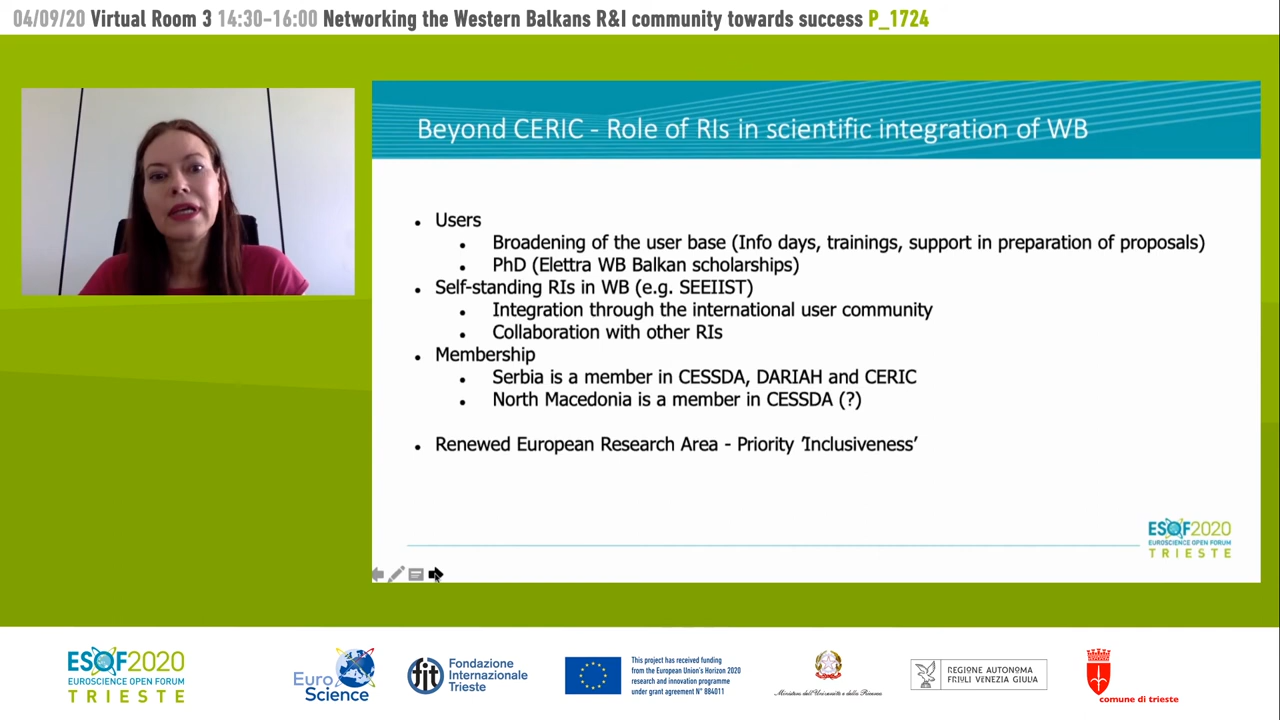 04/09/20 Virtual Room 3 14:30-16:00 Networking the Western Balkans R&I community towards success P_1724
Beyond CERIC - Role of RIs in scientific integration of WB
• Users
• Broadening of the user base (Info days, trainings, support in preparation of proposals)
• PhD (Elettra WB Balkan scholarships)
• Self-standing RIs in WB (e.g. SEEIIST)
• Integration through the international user community
• Collaboration with other RIs
• Membership
• Serbia is a member in CESSDA, DARIAH and CERIC
• North Macedonia is a member in CESSDA (?)
• Renewed European Research Area - Priority 'Inclusiveness'
ESOF2020
EUROSCIENCE OPEN FORUM
TRIESTE
ESOF2020
EUROSCIENCE OPEN FORUM
TRIESTE
Euro
Science
fit
Fondazione
Internazionale
Trieste
This project has received funding
from the European Union's Horizon 2020
research and innovation programme
under grant agreement N° 884011
Ministero dell'Università e della Ricerca
REGIONE AUTONOMA
FRIULI VENEZIA GIULIA
comune di trieste